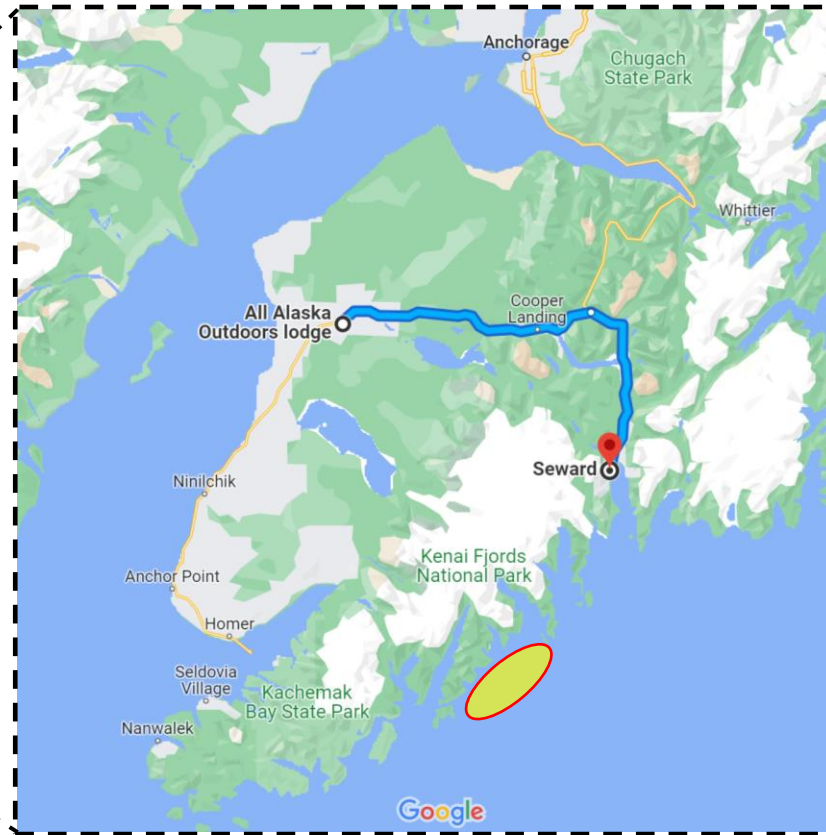 Anchorage
Chugach
State Park
Whittier
All Alaska
Outdoors lodge
Cooper
Landing
Seward
Ninilchik
Kenai Fjords
National Park
Anchor Point
Homer
Seldovia
Village
Kachemak
Bay State Park
Nanwalek
Google